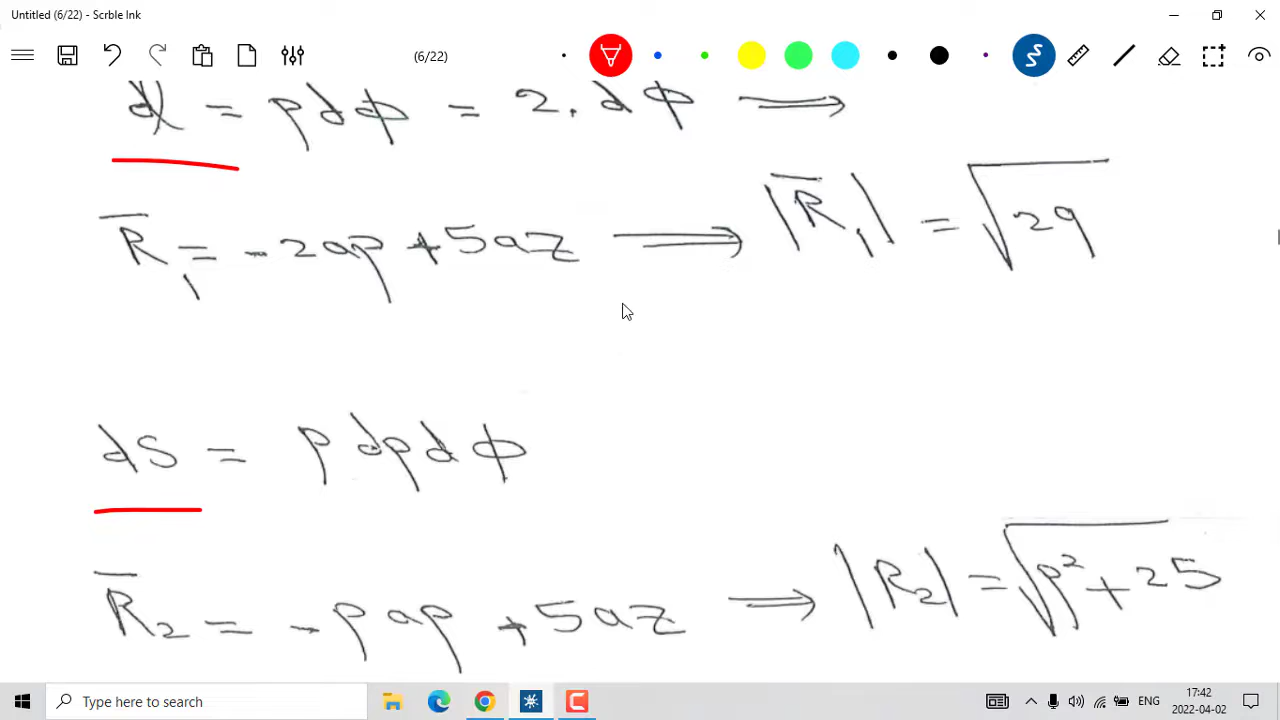 Untitled (6/22) - Scrble Ink
(6/22)
dl = ρdφ = 2.dφ ⟹
R̅₁ = -2aρ + 5az ⟹ |R̅₁| = √29
dS = ρdρdφ
R̅₂ = -ρaρ + 5az ⟹ |R₂| = √ρ²+25
Type here to search
ENG
17:42
2022-04-02